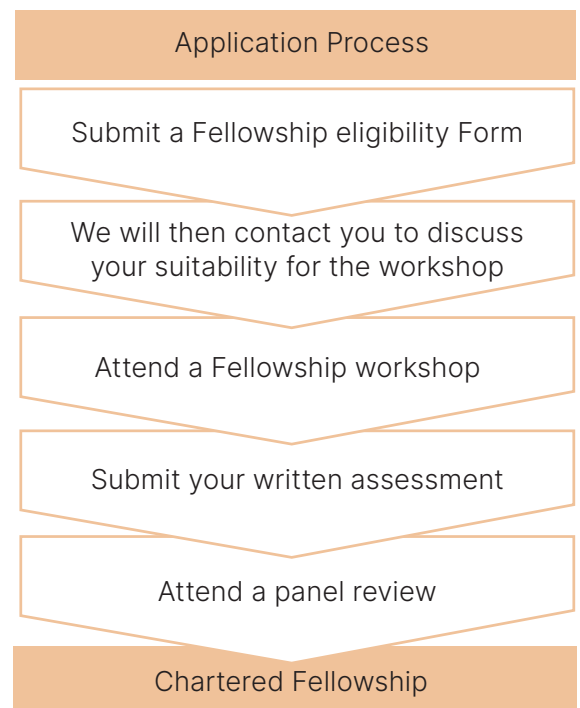 Application Process
Submit a Fellowship eligibility Form
We will then contact you to discuss
your suitability for the workshop
Attend a Fellowship workshop
Submit your written assessment
Attend a panel review
Chartered Fellowship